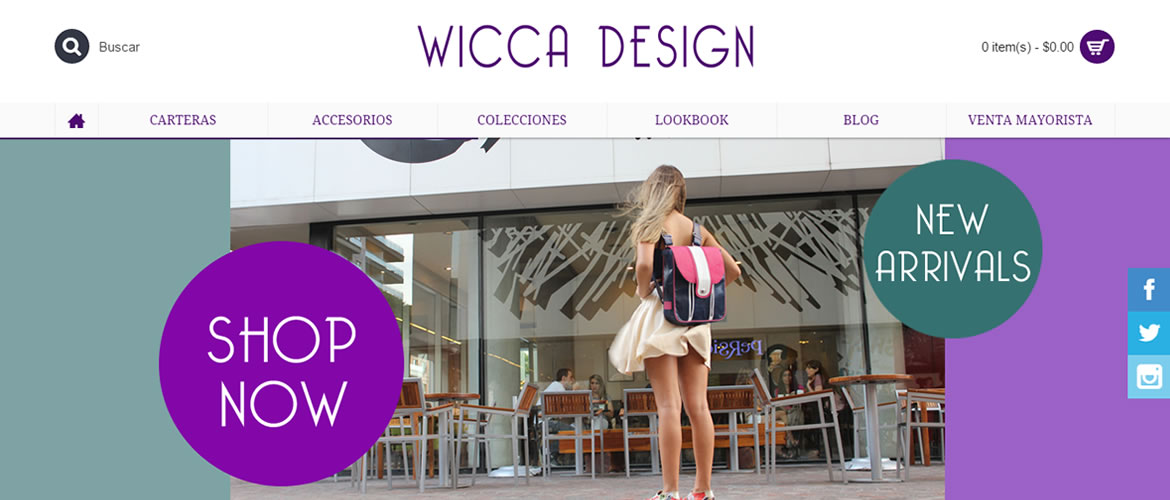 Buscar
WICCA DESIGN
0 item(s) - $0.00
CARTERAS
ACCESORIOS
COLECCIONES
LOOKBOOK
BLOG
VENTA MAYORISTA
NEW
ARRIVALS
SHOP
NOW